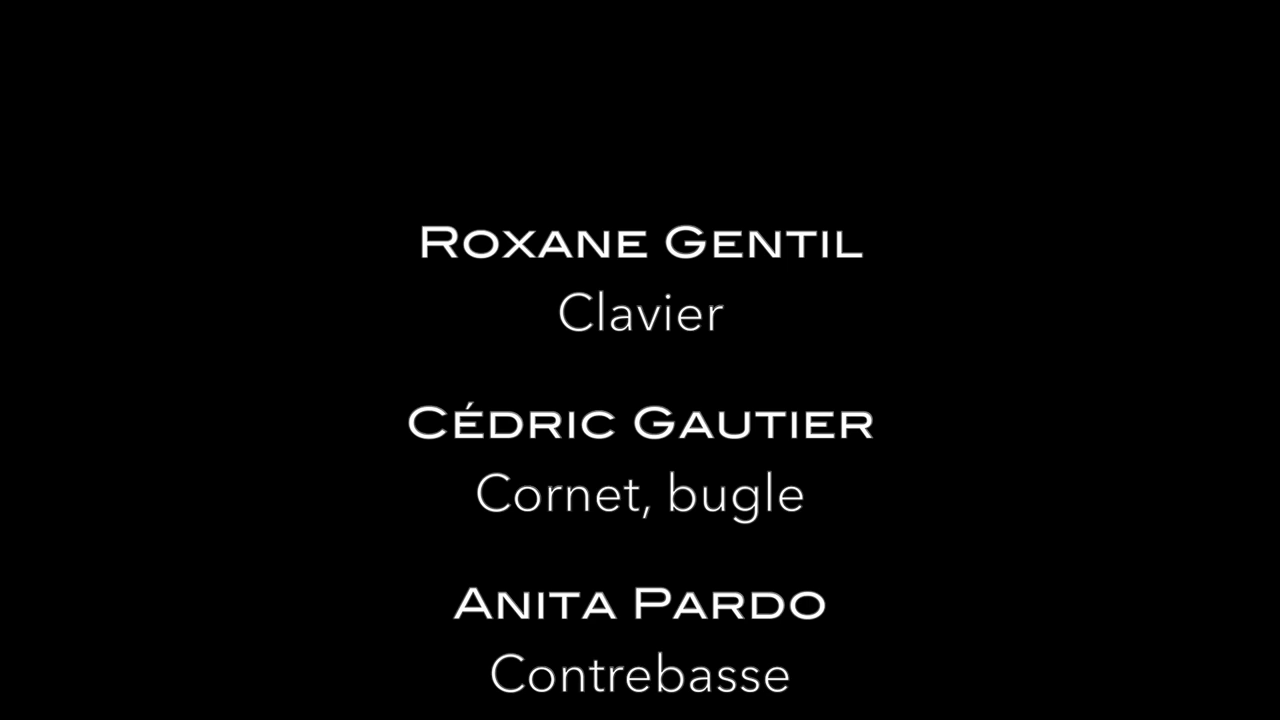 Roxane Gentil
Clavier
Cédric Gautier
Cornet, bugle
Anita Pardo
Contrebasse